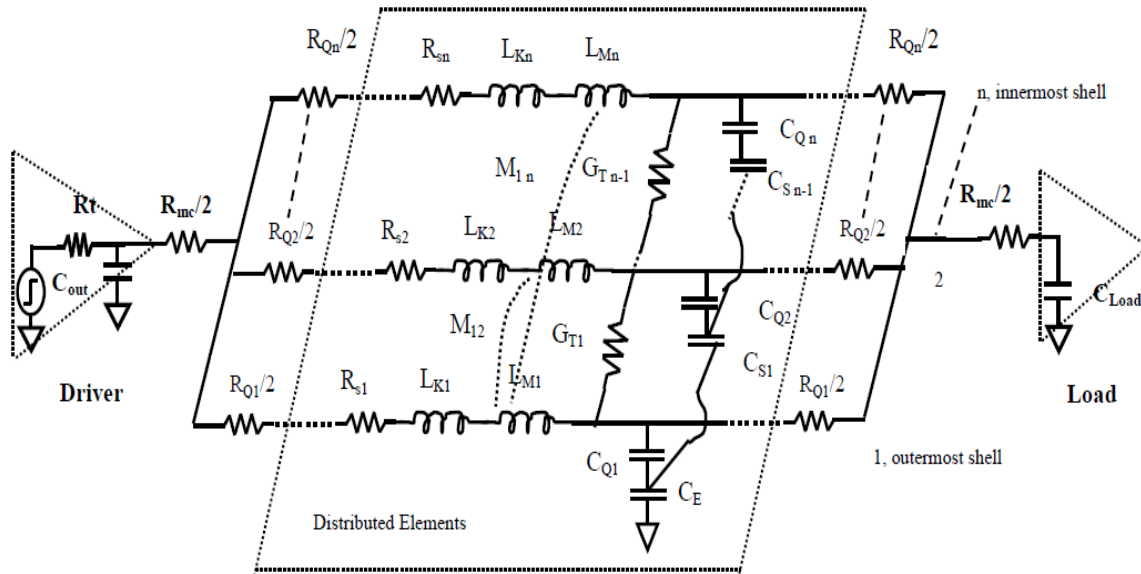 R_Qn/2
R_sn
L_Kn
L_Mn
R_Qn/2
n, innermost shell
C_Q n
M_1 n
G_T n-1
C_S n-1
Rt
R_mc/2
R_mc/2
R_Q2/2
R_s2
L_K2
L_M2
R_Q2/2
C_out
2
C_Load
C_Q2
M_12
G_T1
C_S1
Driver
R_Q1/2
R_s1
L_K1
L_M1
R_Q1/2
Load
C_Q1
1, outermost shell
C_E
Distributed Elements